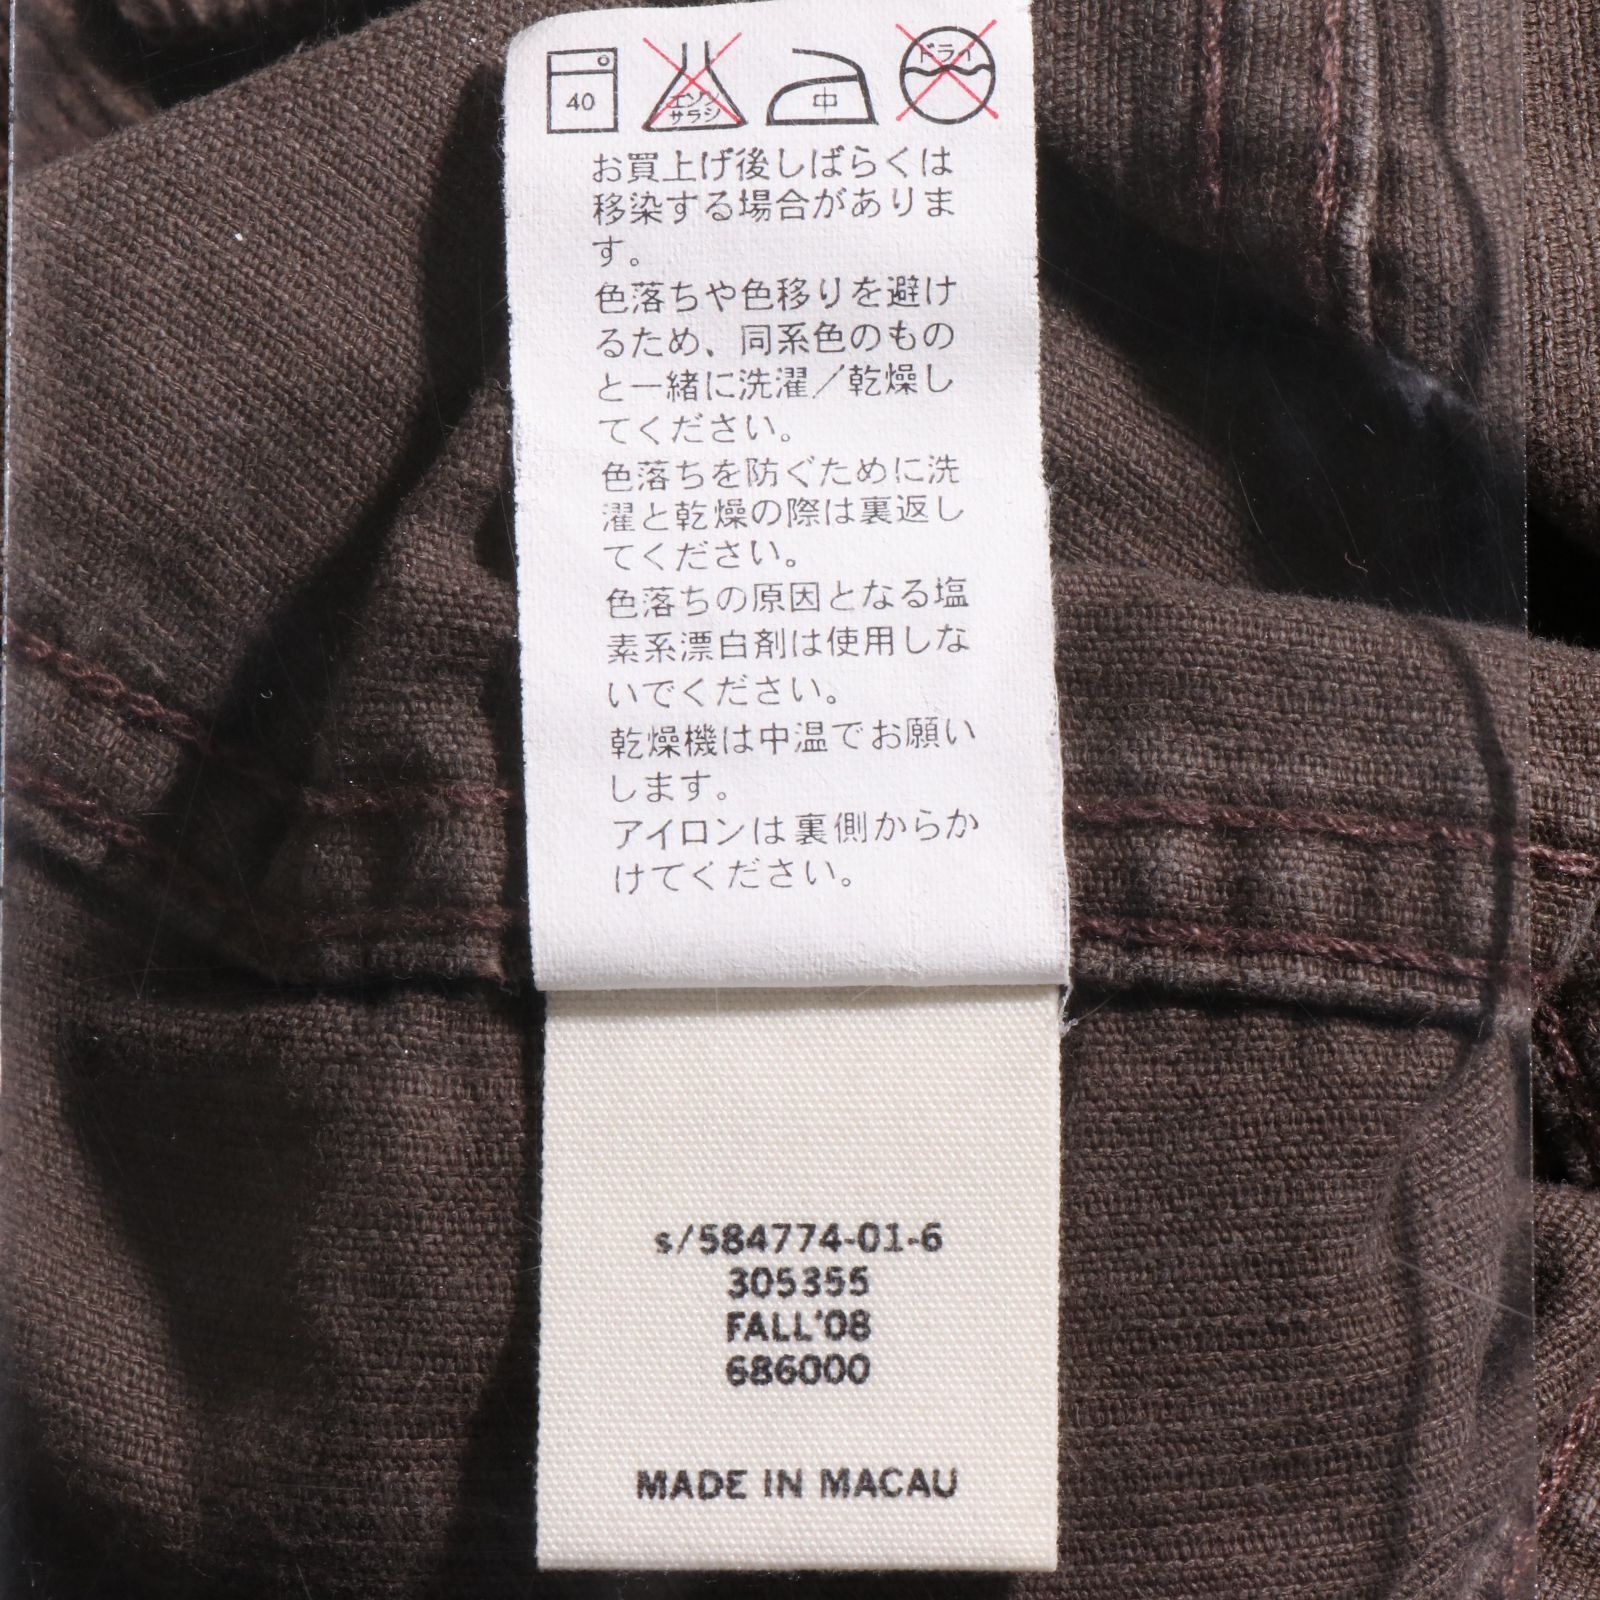 40
エンソ
サラシ
中
ドライ
お買上げ後しばらくは
移染する場合がありま
す。
色落ちや色移りを避け
るため、同系色のもの
と一緒に洗濯／乾燥し
てください。
色落ちを防ぐために洗
濯と乾燥の際は裏返し
てください。
色落ちの原因となる塩
素系漂白剤は使用しな
いでください。
乾燥機は中温でお願い
します。
アイロンは裏側からか
けてください。
s/584774-01-6
305355
FALL'08
686000
MADE IN MACAU